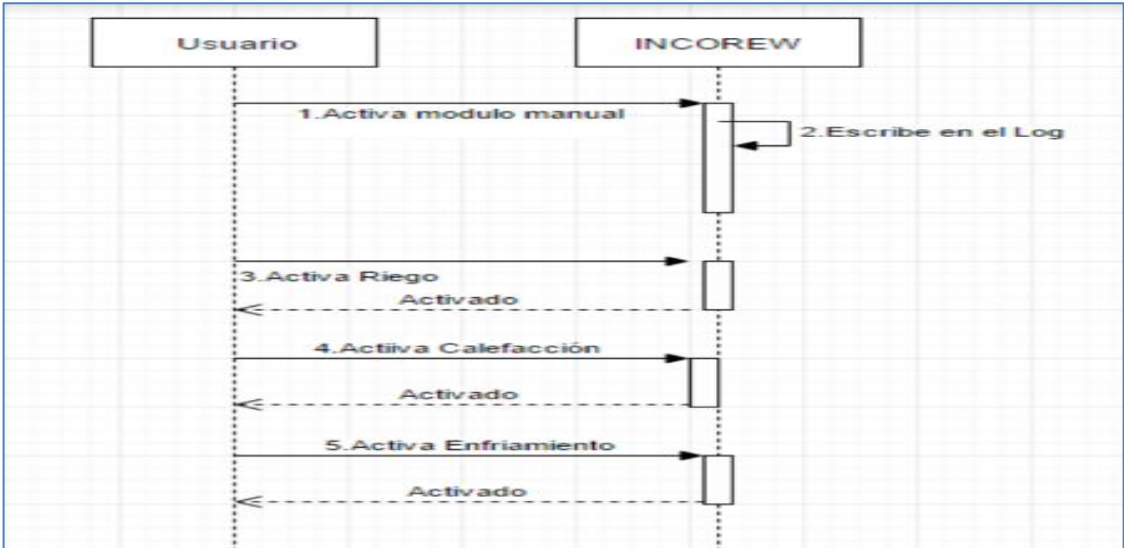 Usuario
INCOREW
1.Activa modulo manual
2.Escribe en el Log
3.Activa Riego
Activado
4.Actiiva Calefacción
Activado
5.Activa Enfriamiento
Activado